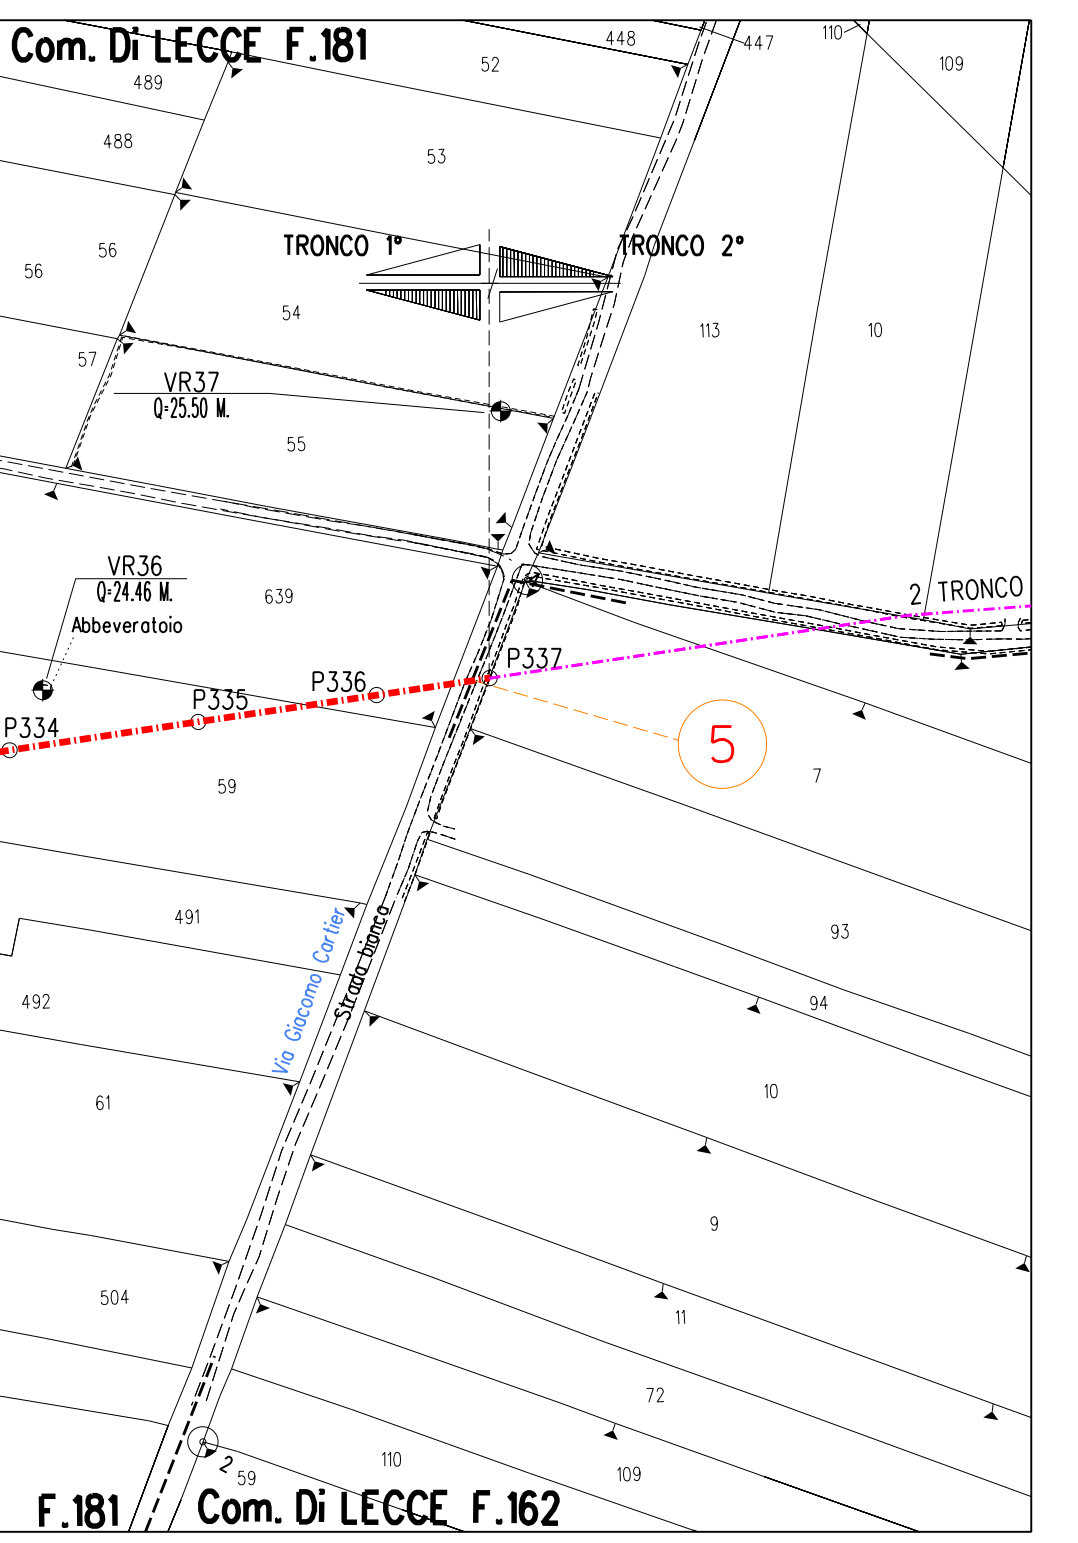 Com. Di LECCE F.181
448
447
110
109
52
489
488
53
56
56
TRONCO 1°
TRONCO 2°
54
113
10
57
VR37
Q=25.50 M.
55
VR36
Q=24.46 M.
639
Abbeveratoio
2 TRONCO
P337
P336
P335
P334
5
59
7
491
93
Via Giacomo Cartier
Strada bianca
492
94
61
10
9
504
11
72
2
59
110
109
F.181
Com. Di LECCE F.162